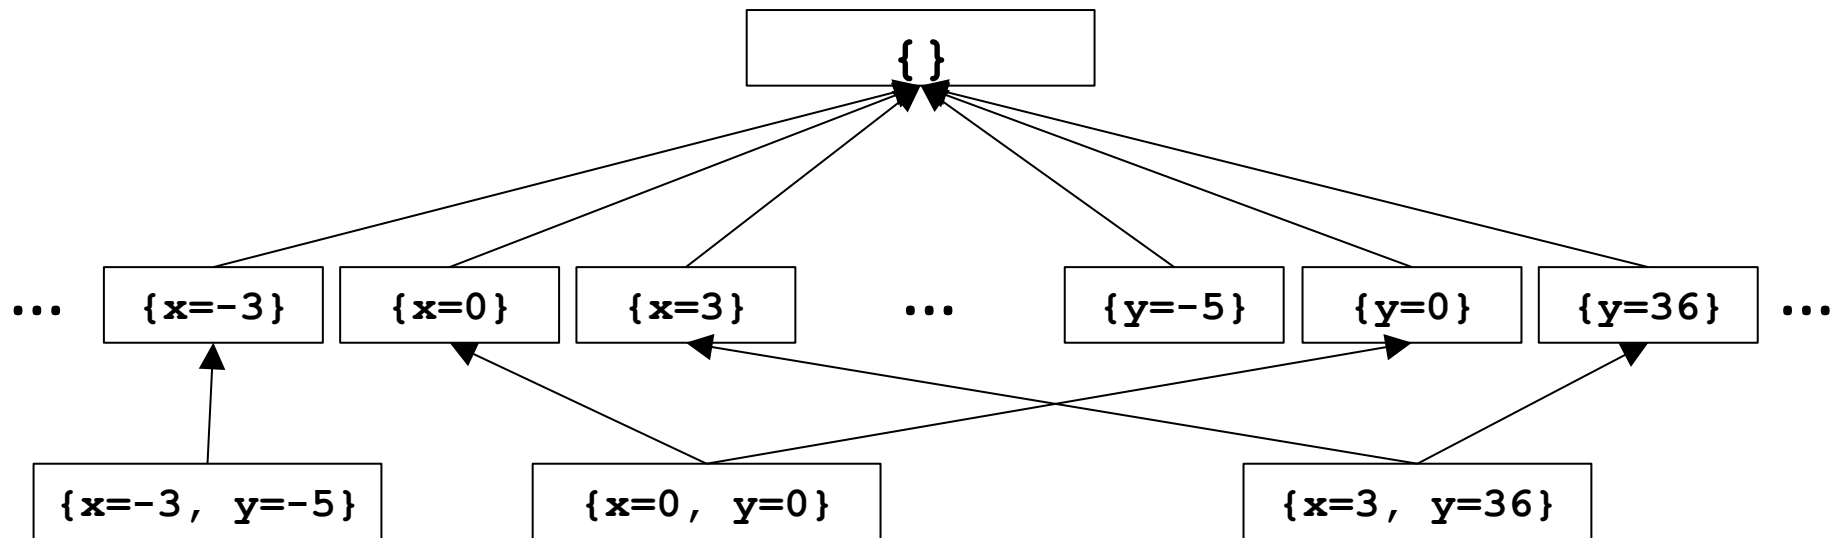 {}
... {x=-3} {x=0} {x=3} ... {y=-5} {y=0} {y=36} ...
{x=-3, y=-5} {x=0, y=0} {x=3, y=36}